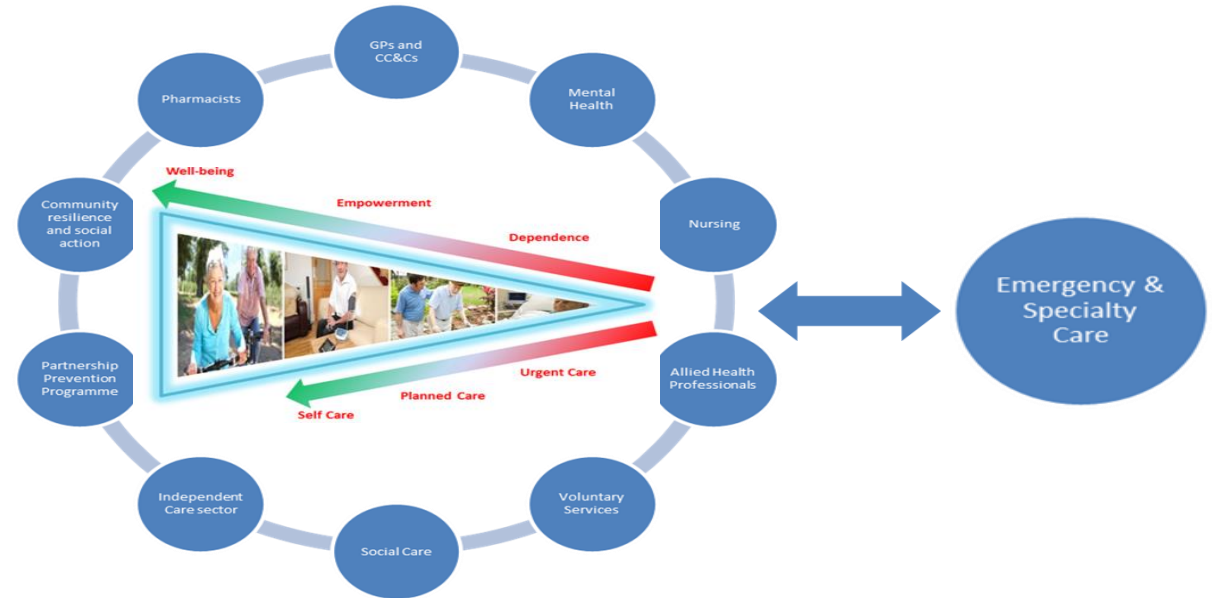 GPs and
CC&Cs
Mental
Health
Pharmacists
Well-being
Community
resilience
and social
action
Empowerment
Nursing
Dependence
Emergency &
Specialty
Care
Partnership
Prevention
Programme
Urgent Care
Allied Health
Professionals
Planned Care
Self Care
Independent
Care sector
Voluntary
Services
Social Care